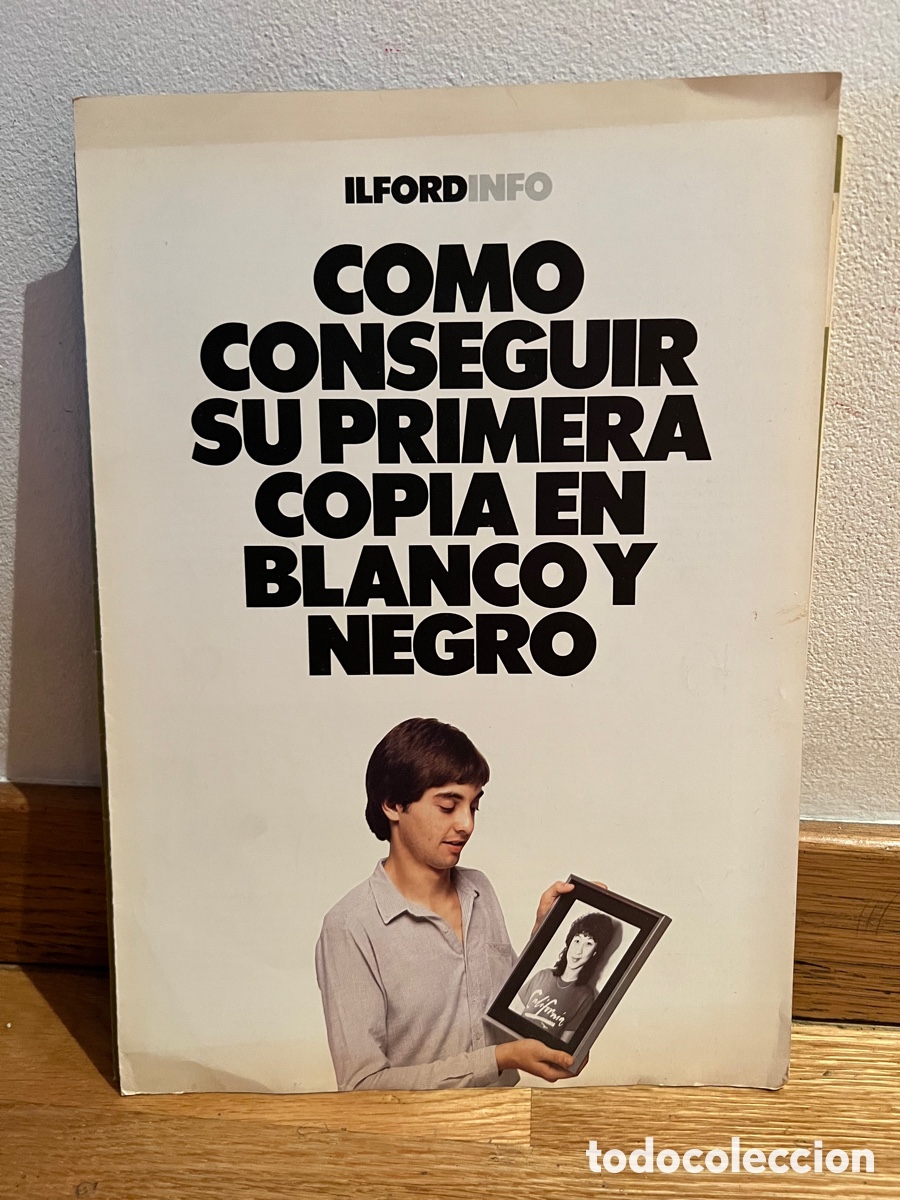 ILFORDINFO
COMO
CONSEGUIR
SU PRIMERA
COPIA EN
BLANCO Y
NEGRO
California
todocoleccion